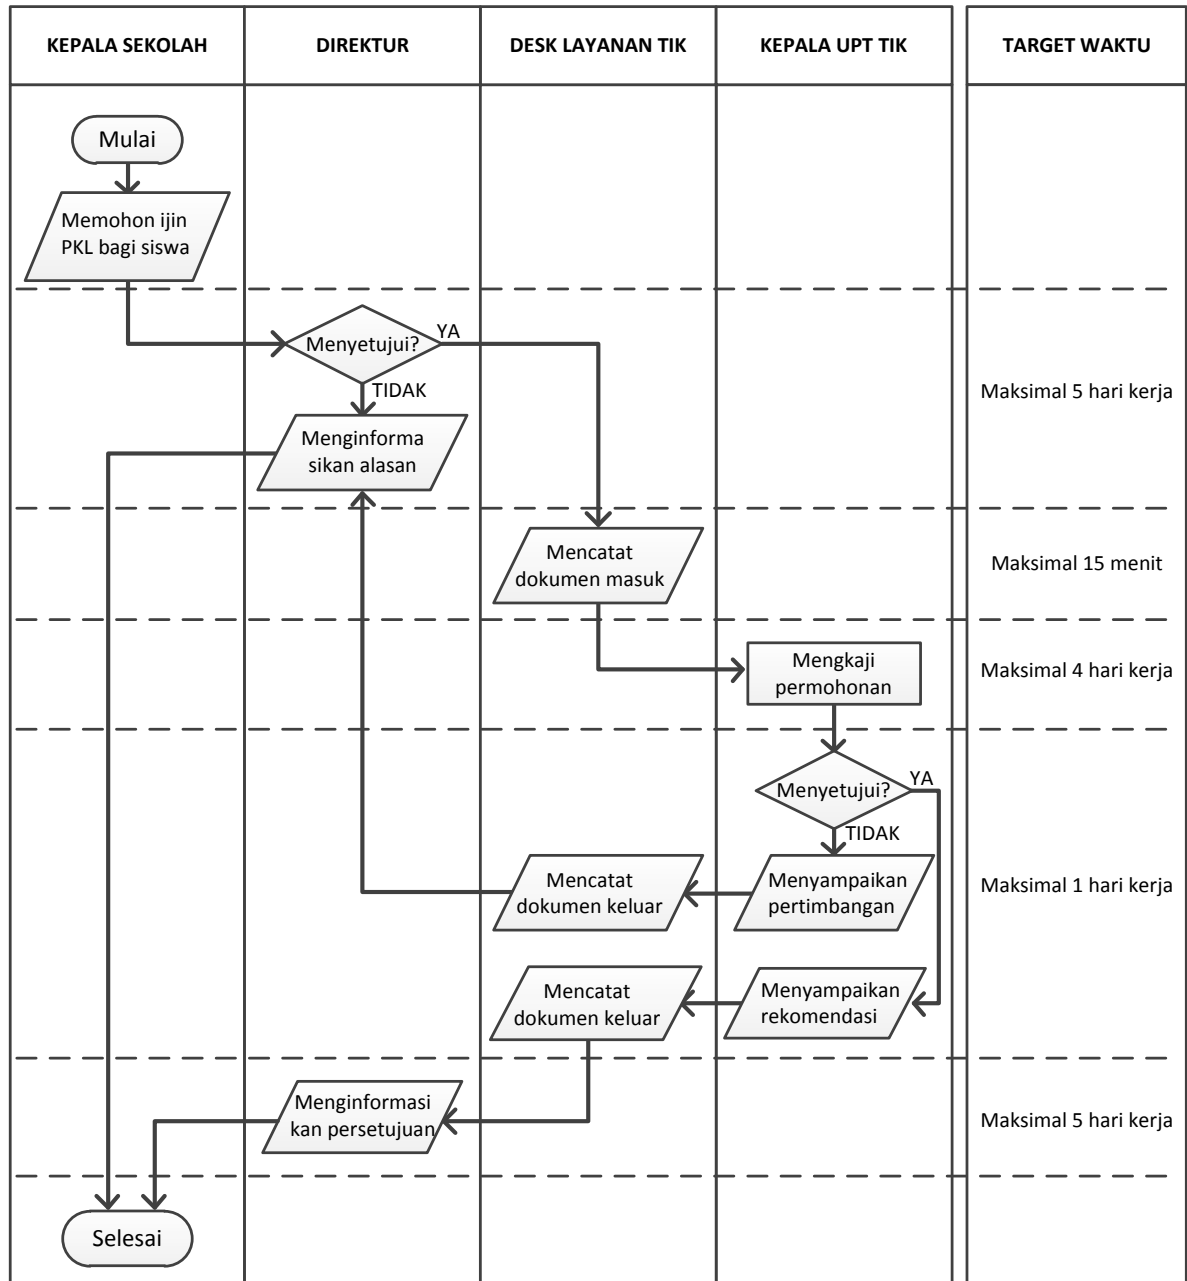 KEPALA SEKOLAH
DIREKTUR
DESK LAYANAN TIK
KEPALA UPT TIK
TARGET WAKTU
Mulai
Memohon ijin
PKL bagi siswa
Menyetujui?
YA
TIDAK
Menginforma
sikan alasan
Maksimal 5 hari kerja
Mencatat
dokumen masuk
Maksimal 15 menit
Mengkaji
permohonan
Maksimal 4 hari kerja
Menyetujui?
YA
TIDAK
Mencatat
dokumen keluar
Menyampaikan
pertimbangan
Maksimal 1 hari kerja
Mencatat
dokumen keluar
Menyampaikan
rekomendasi
Menginformasi
kan persetujuan
Maksimal 5 hari kerja
Selesai